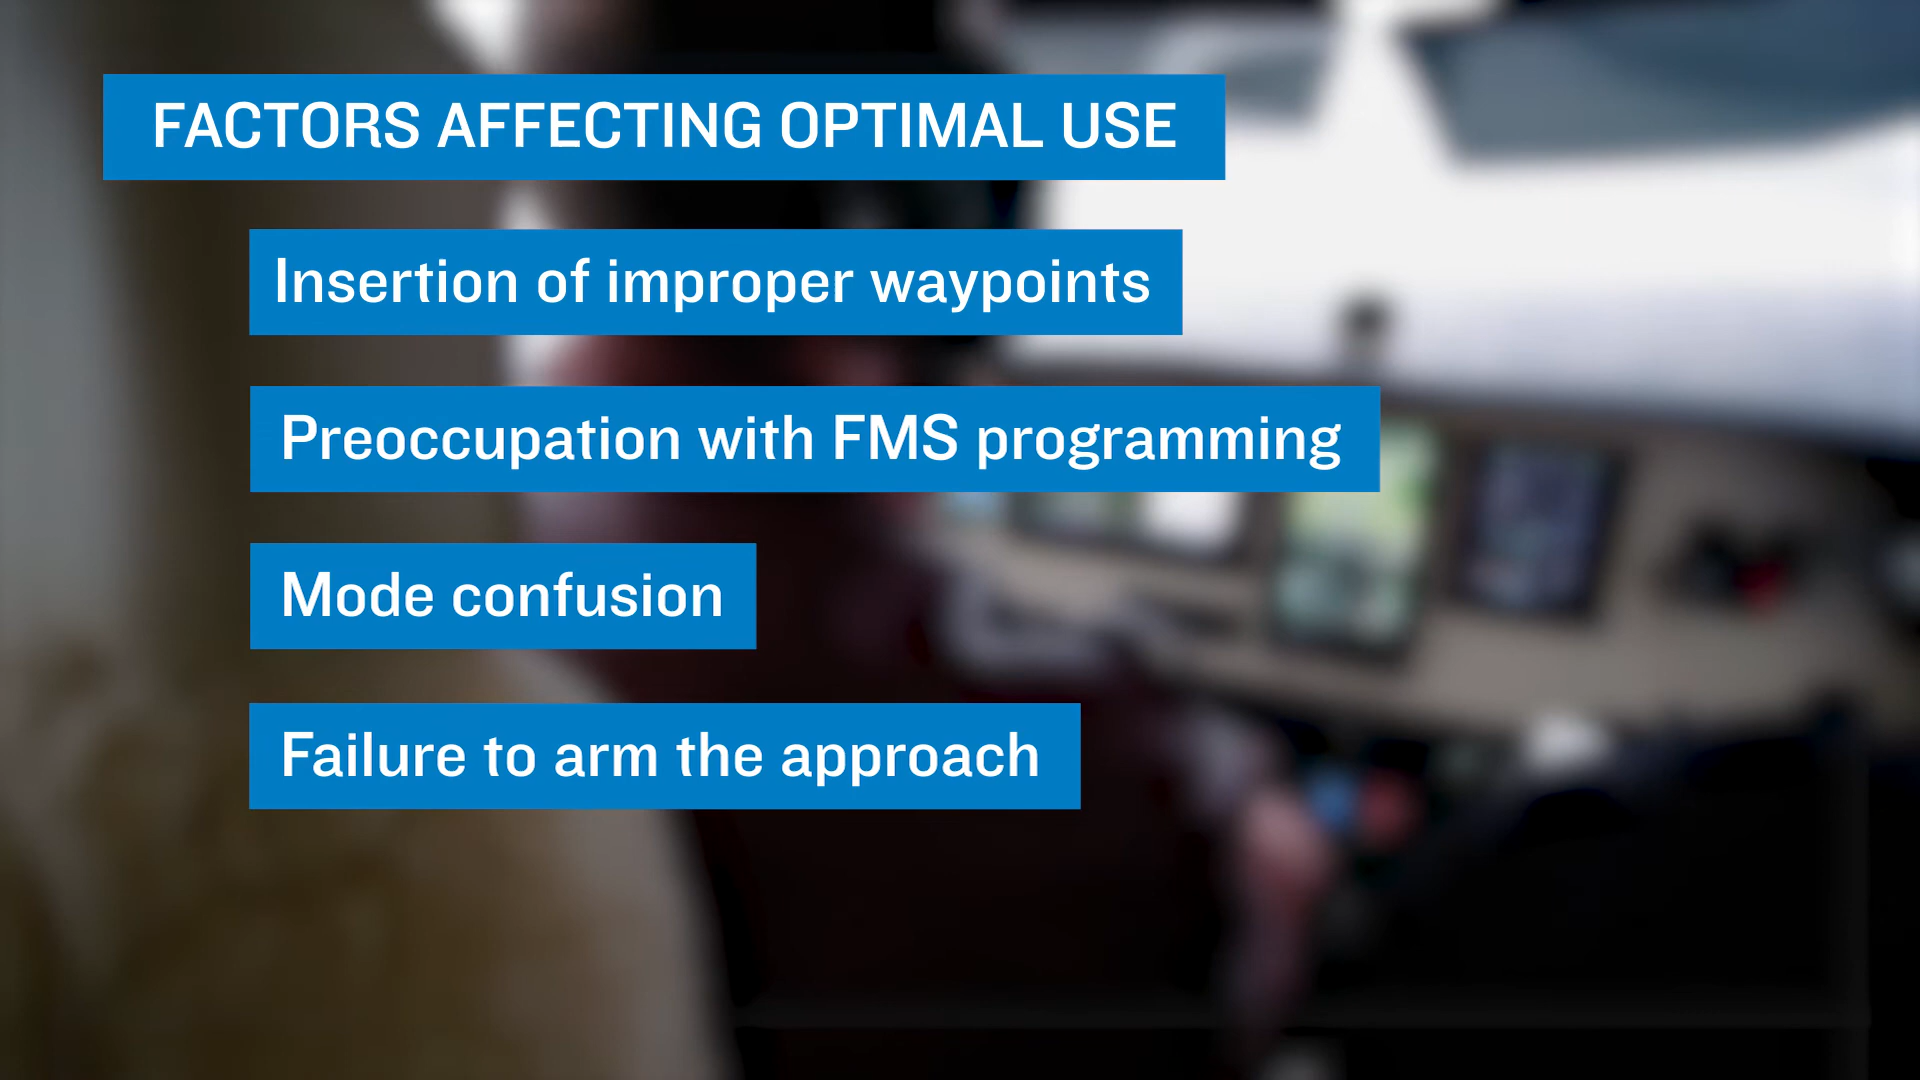 FACTORS AFFECTING OPTIMAL USE
Insertion of improper waypoints
Preoccupation with FMS programming
Mode confusion
Failure to arm the approach